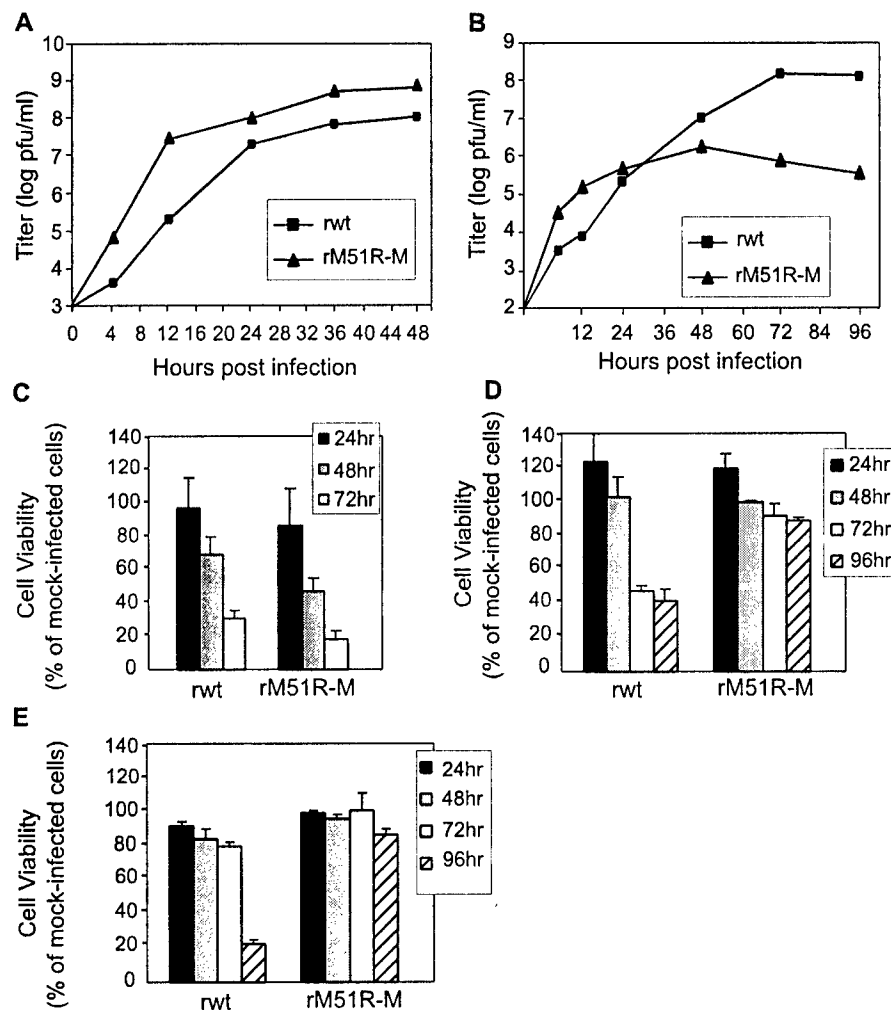 A
Titer (log pfu/ml)
10
9
8
7
6
5
4
3
rwt
rM51R-M
0 4 8 12 16 20 24 28 32 36 40 44 48
Hours post infection
B
Titer (log pfu/ml)
9
8
7
6
5
4
3
2
rwt
rM51R-M
12 24 36 48 60 72 84 96
Hours post infection
C
Cell Viability
(% of mock-infected cells)
140
120
100
80
60
40
20
0
24hr
48hr
72hr
rwt rM51R-M
D
Cell Viability
(% of mock-infected cells)
140
120
100
80
60
40
20
0
24hr
48hr
72hr
96hr
rwt rM51R-M
E
Cell Viability
(% of mock-infected cells)
140
120
100
80
60
40
20
0
24hr
48hr
72hr
96hr
rwt rM51R-M